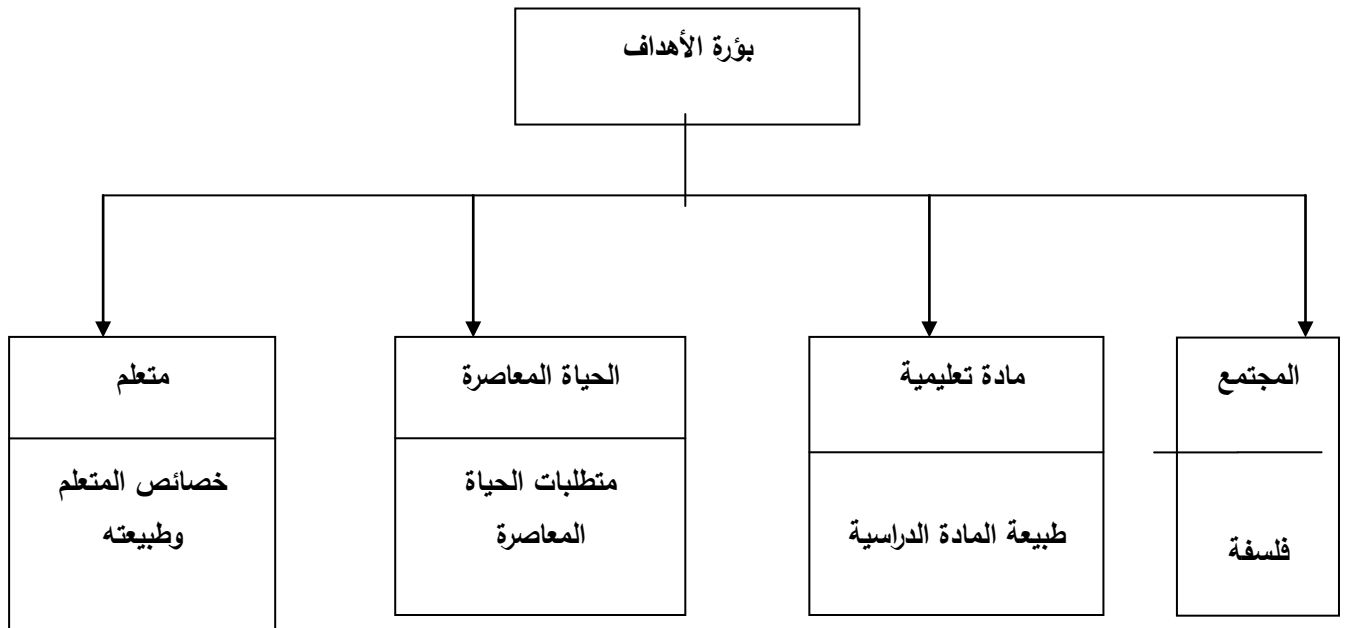 بؤرة الأهداف
المجتمع
فلسفة
مادة تعليمية
طبيعة المادة الدراسية
الحياة المعاصرة
متطلبات الحياة
المعاصرة
متعلم
خصائص المتعلم
وطبيعته